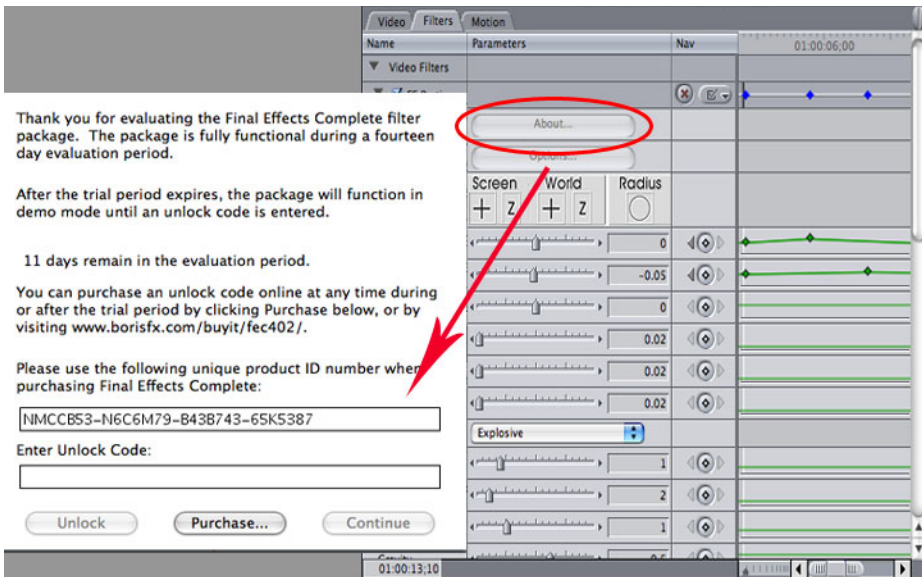 Video Filters Motion
Name Parameters Nav 01:00:06;00
Video Filters
Thank you for evaluating the Final Effects Complete filter
package. The package is fully functional during a fourteen
day evaluation period.
After the trial period expires, the package will function in
demo mode until an unlock code is entered.
11 days remain in the evaluation period.
You can purchase an unlock code online at any time during
or after the trial period by clicking Purchase below, or by
visiting www.borisfx.com/buyit/fec402/.
Please use the following unique product ID number when
purchasing Final Effects Complete:
NMCCB53-N6C6M79-B43B743-65K5387
Enter Unlock Code:
Unlock Purchase... Continue
About...
Options...
Screen World Radius
Z Z
0
-0.05
0
0.02
0.02
0.02
Explosive
1
2
1
Gravity 0.5
01:00:13;10